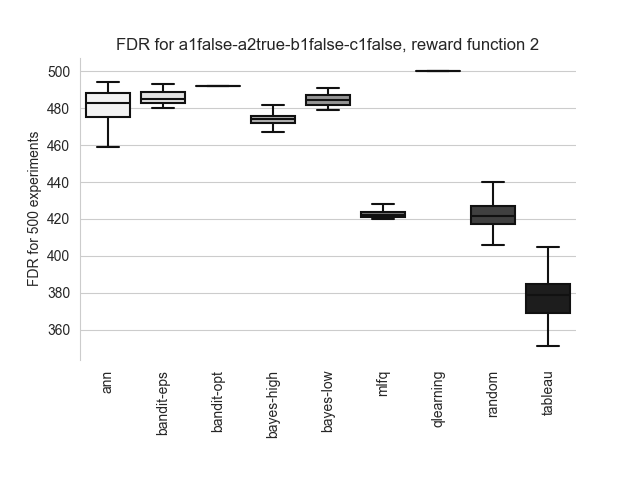 FDR for a1false-a2true-b1false-c1false, reward function 2
FDR for 500 experiments
500
480
460
440
420
400
380
360
ann
bandit-eps
bandit-opt
bayes-high
bayes-low
mlfq
qlearning
random
tableau